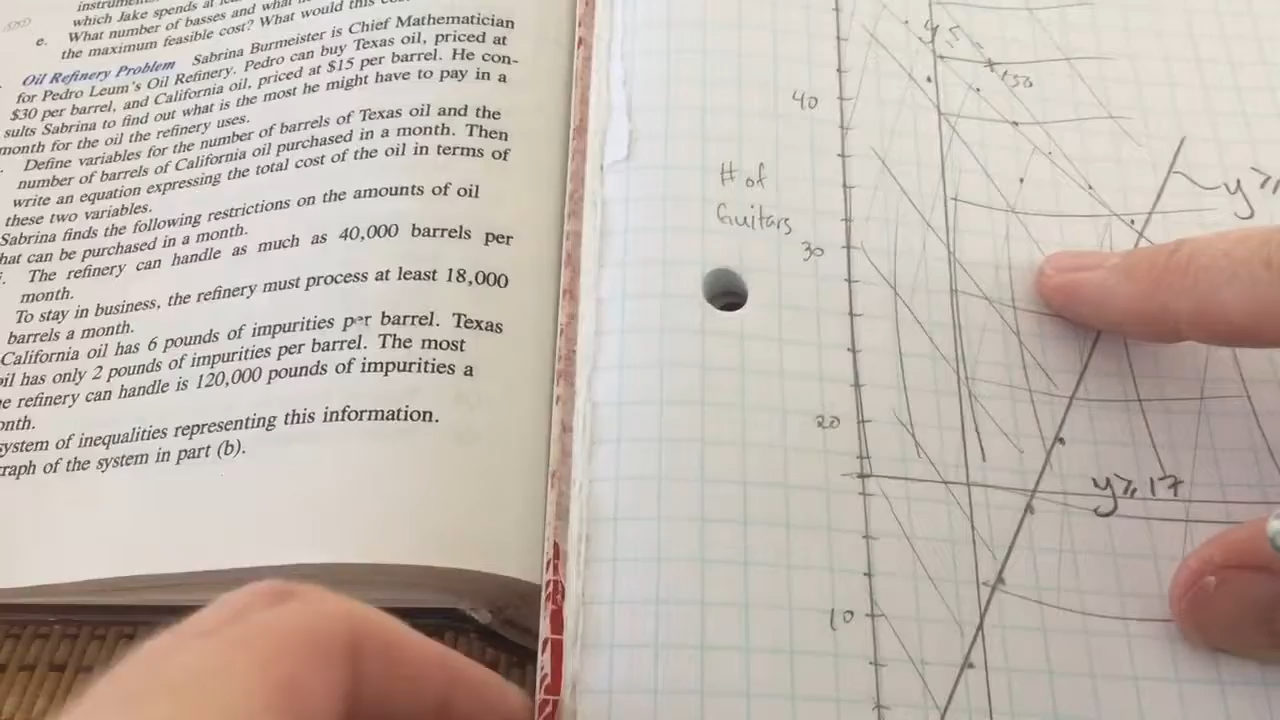 instrum
which Jake spends at
e. What number of basses and what
the maximum feasible cost? What would this
Oil Refinery Problem Sabrina Burmeister is Chief Mathematician
for Pedro Leum's Oil Refinery. Pedro can buy Texas oil, priced at
$30 per barrel, and California oil, priced at $15 per barrel. He con-
sults Sabrina to find out what is the most he might have to pay in a
month for the oil the refinery uses.
Define variables for the number of barrels of Texas oil and the
number of barrels of California oil purchased in a month. Then
write an equation expressing the total cost of the oil in terms of
these two variables.
Sabrina finds the following restrictions on the amounts of oil
hat can be purchased in a month.
The refinery can handle as much as 40,000 barrels per
month.
To stay in business, the refinery must process at least 18,000
barrels a month.
California oil has 6 pounds of impurities per barrel. Texas
oil has only 2 pounds of impurities per barrel. The most
e refinery can handle is 120,000 pounds of impurities a
onth.
system of inequalities representing this information.
raph of the system in part (b).
40
# of
Guitars
30
20
10
y≥17
y≥